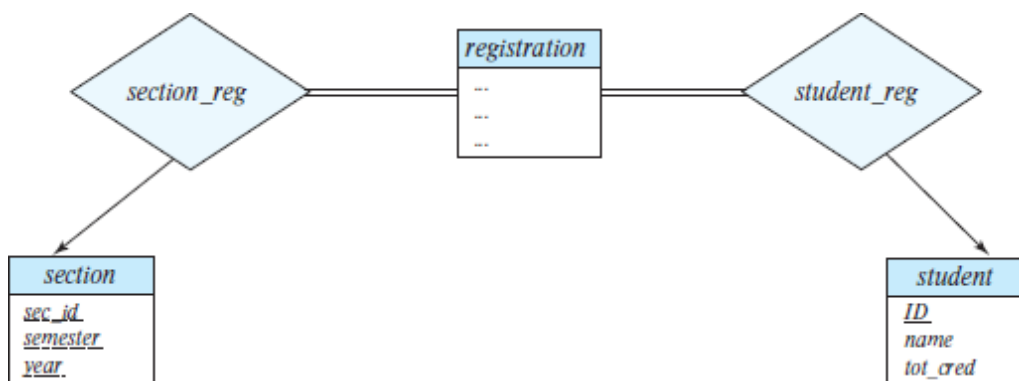 section_reg
registration
...
...
...
student_reg
section
sec_id
semester
year
student
ID
name
tot_cred